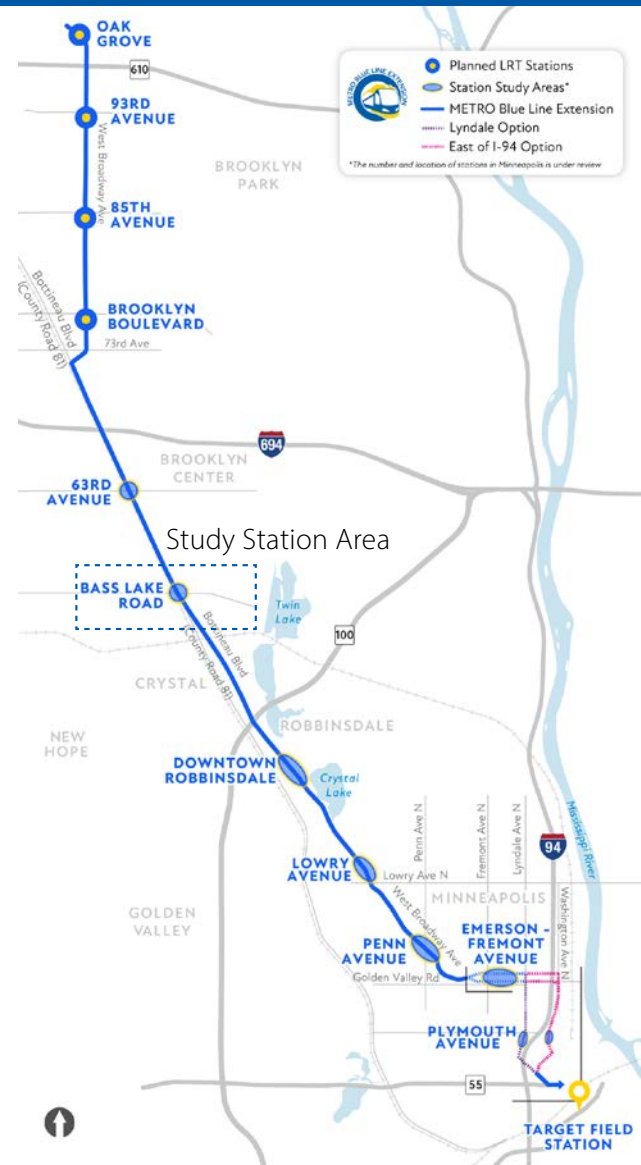 OAK
GROVE
610
Planned LRT Stations
Station Study Areas*
METRO Blue Line Extension
Lyndale Option
East of I-94 Option
*The number and location of stations in Minneapolis is under review
METRO BLUE LINE EXTENSION
93RD
AVENUE
West Broadway Ave
BROOKLYN
PARK
85TH
AVENUE
Bottineau Blvd
(County Road 81)
BROOKLYN
BOULEVARD
73rd Ave
694
BROOKLYN
CENTER
63RD
AVENUE
Study Station Area
BASS LAKE
ROAD
Twin
Lake
Bottineau Blvd
(County Road 81)
100
CRYSTAL
NEW
HOPE
ROBBINSDALE
DOWNTOWN
ROBBINSDALE
Crystal
Lake
Penn Ave N
Fremont Ave N
Lyndale Ave N
Mississippi River
94
LOWRY
AVENUE
Lowry Ave N
West Broadway Ave
MINNEAPOLIS
Washington Ave N
GOLDEN
VALLEY
PENN
AVENUE
EMERSON -
FREMONT
AVENUE
Golden Valley Rd
PLYMOUTH
AVENUE
55
TARGET FIELD
STATION